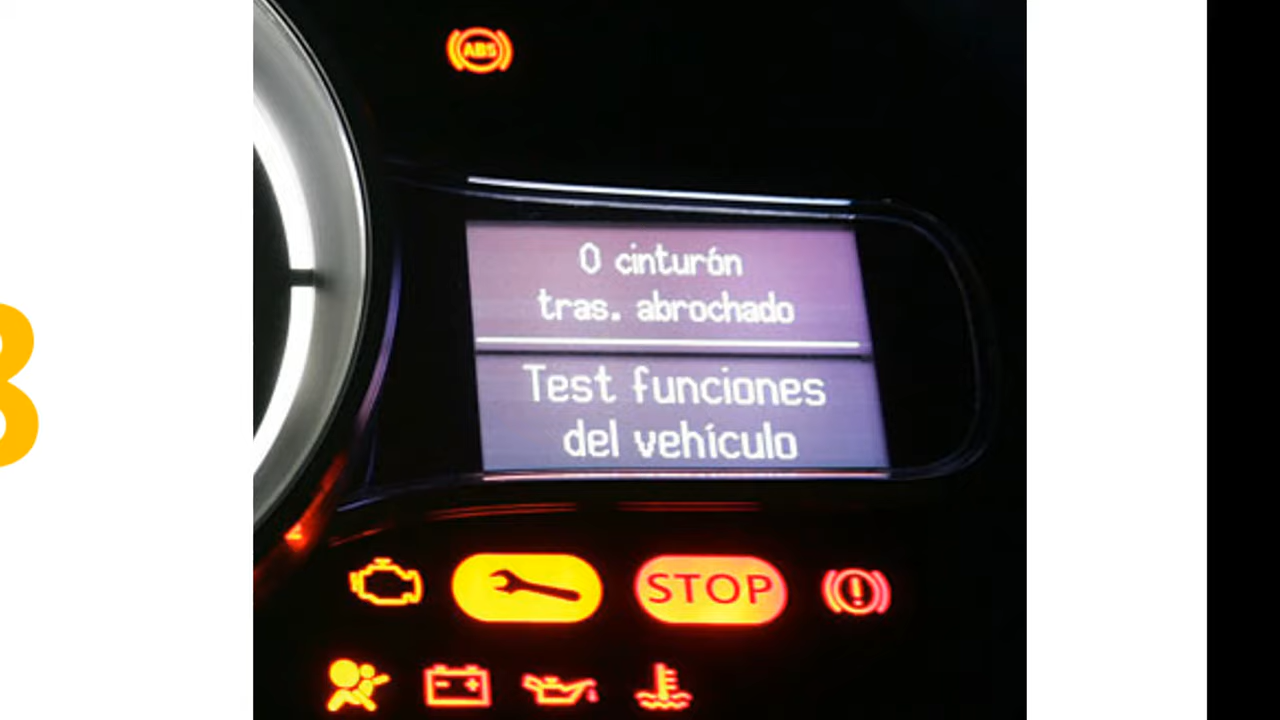 ABS
0 cinturón
tras. abrochado
Test funciones
del vehículo
STOP